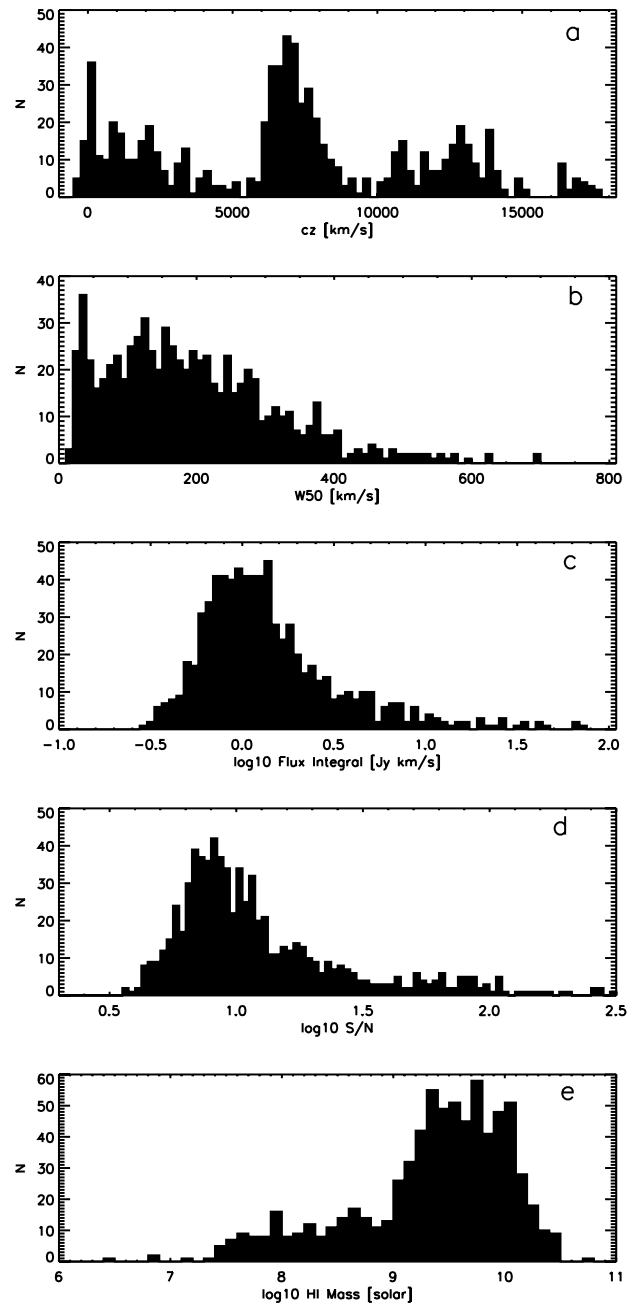 50
40
30
20
10
0
N
a
0 5000 10000 15000
cz [km/s]
40
30
20
10
0
N
b
0 200 400 600 800
W50 [km/s]
50
40
30
20
10
0
N
c
-1.0 -0.5 0.0 0.5 1.0 1.5 2.0
log10 Flux Integral [Jy km/s]
50
40
30
20
10
0
N
d
0.5 1.0 1.5 2.0 2.5
log10 S/N
60
50
40
30
20
10
0
N
e
6 7 8 9 10 11
log10 HI Mass [solar]